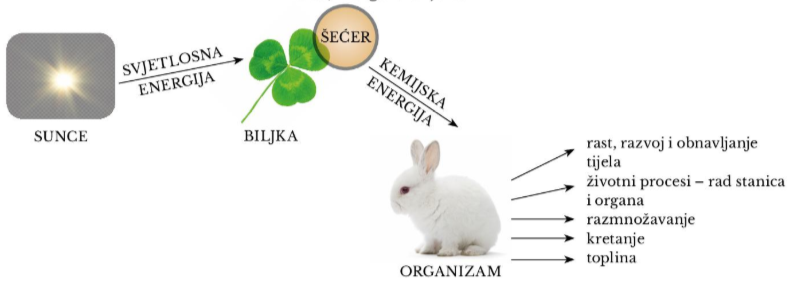 SUNCE
SVJETLOSNA
ENERGIJA
BILJKA
ŠEĆER
KEMIJSKA
ENERGIJA
ORGANIZAM
rast, razvoj i obnavljanje
tijela
životni procesi – rad stanica
i organa
razmnožavanje
kretanje
toplina